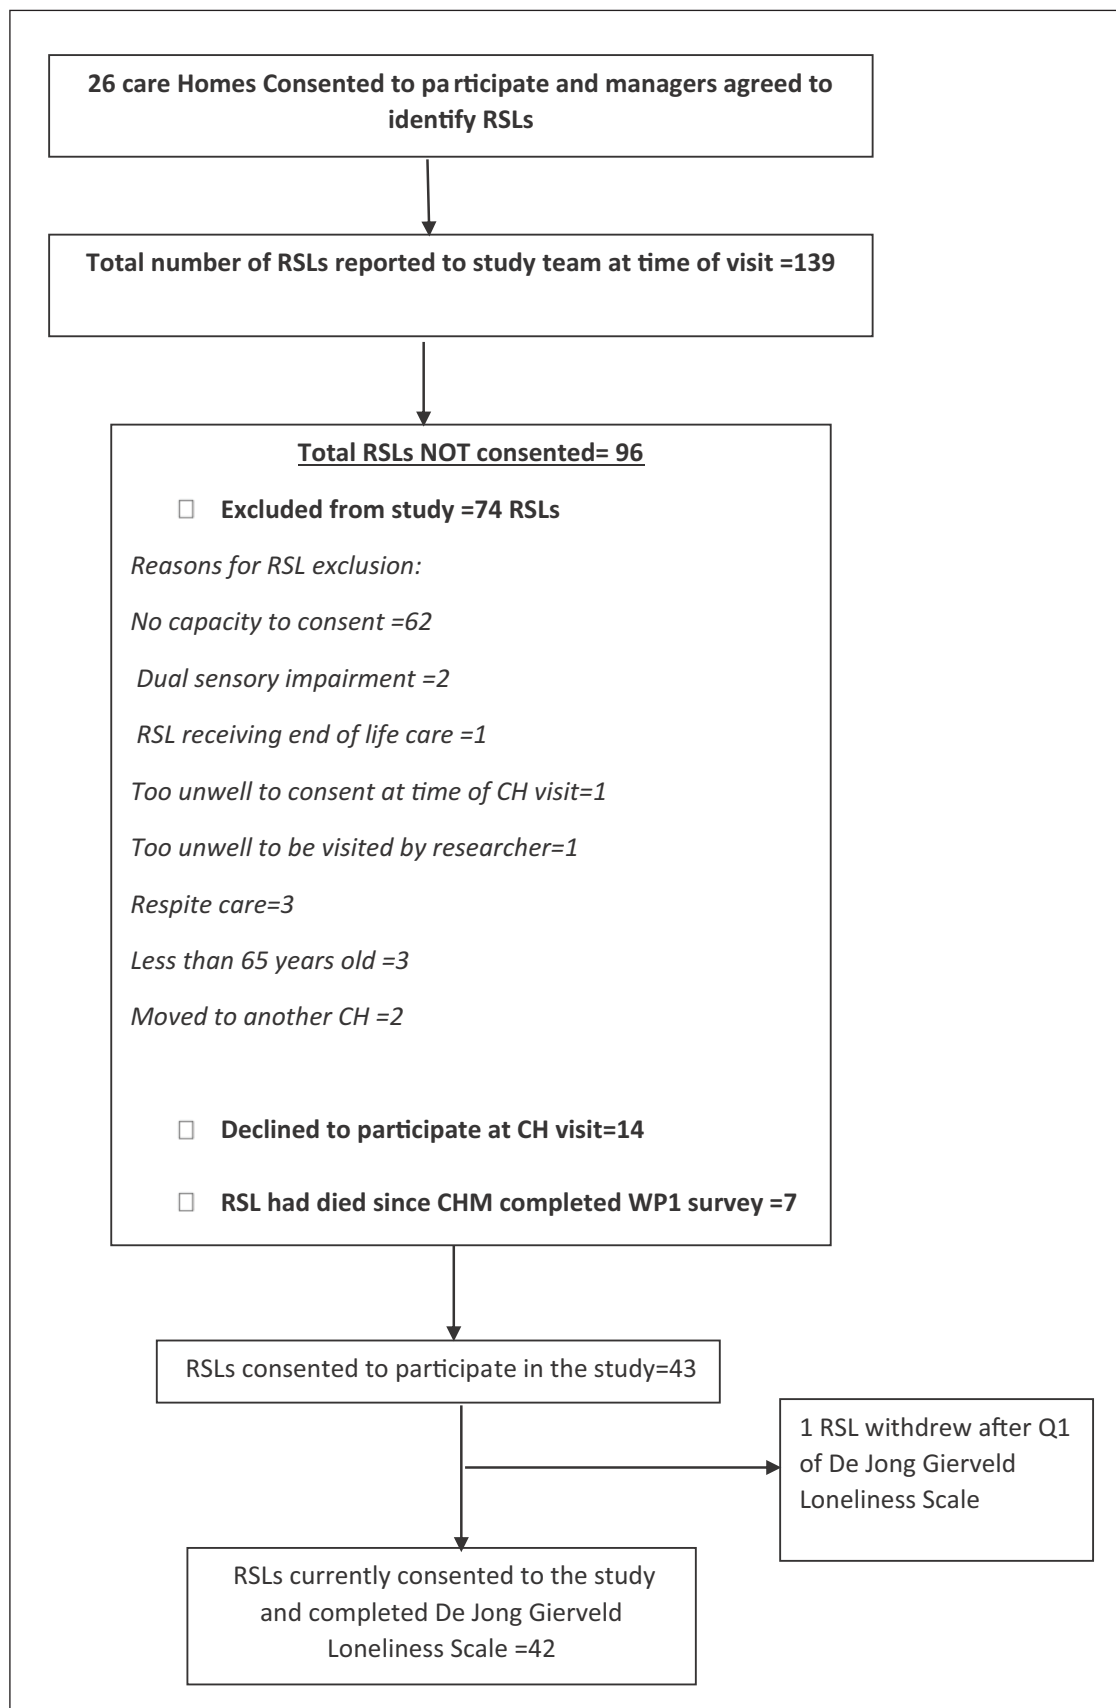 26 care Homes Consented to participate and managers agreed to
identify RSLs
Total number of RSLs reported to study team at time of visit =139
Total RSLs NOT consented= 96
Excluded from study =74 RSLs
Reasons for RSL exclusion:
No capacity to consent =62
Dual sensory impairment =2
RSL receiving end of life care =1
Too unwell to consent at time of CH visit=1
Too unwell to be visited by researcher=1
Respite care=3
Less than 65 years old =3
Moved to another CH =2
Declined to participate at CH visit=14
RSL had died since CHM completed WP1 survey =7
RSLs consented to participate in the study=43
1 RSL withdrew after Q1
of De Jong Gierveld
Loneliness Scale
RSLs currently consented to the study
and completed De Jong Gierveld
Loneliness Scale =42